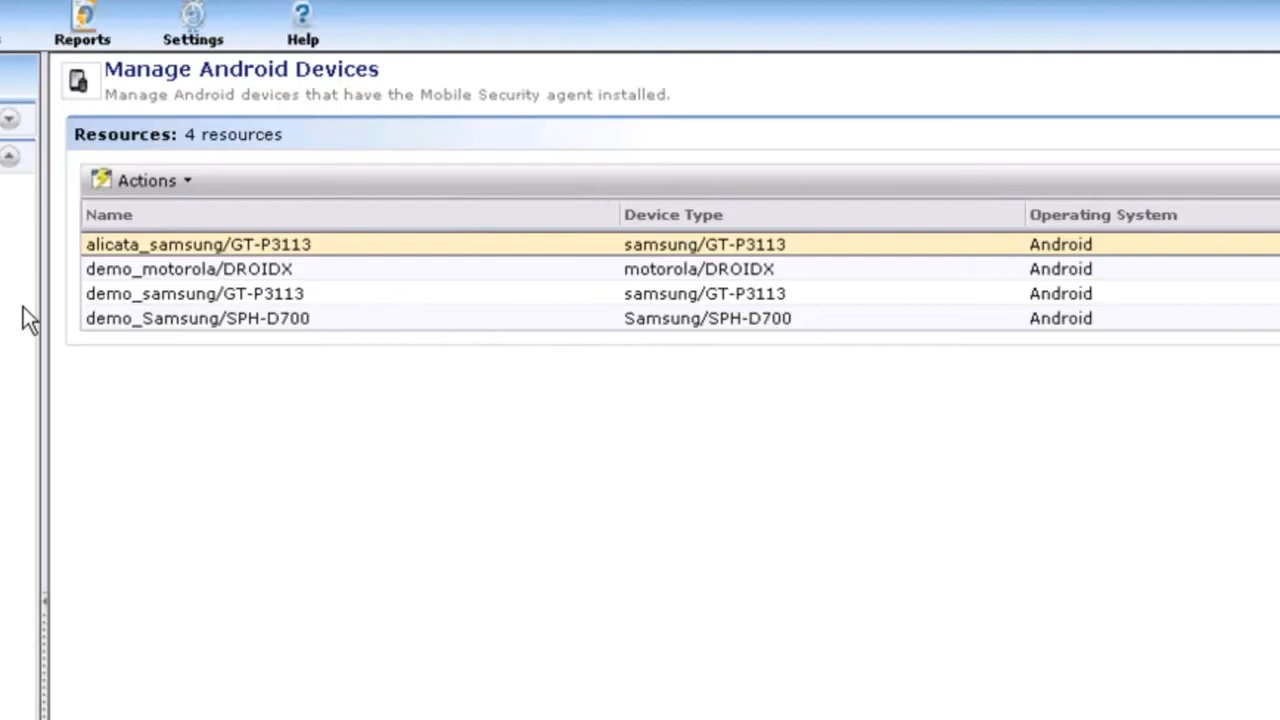 Reports Settings Help
Manage Android Devices
Manage Android devices that have the Mobile Security agent installed.
Resources: 4 resources
Actions
Name Device Type Operating System
alicata_samsung/GT-P3113 samsung/GT-P3113 Android
demo_motorola/DROIDX motorola/DROIDX Android
demo_samsung/GT-P3113 samsung/GT-P3113 Android
demo_Samsung/SPH-D700 Samsung/SPH-D700 Android